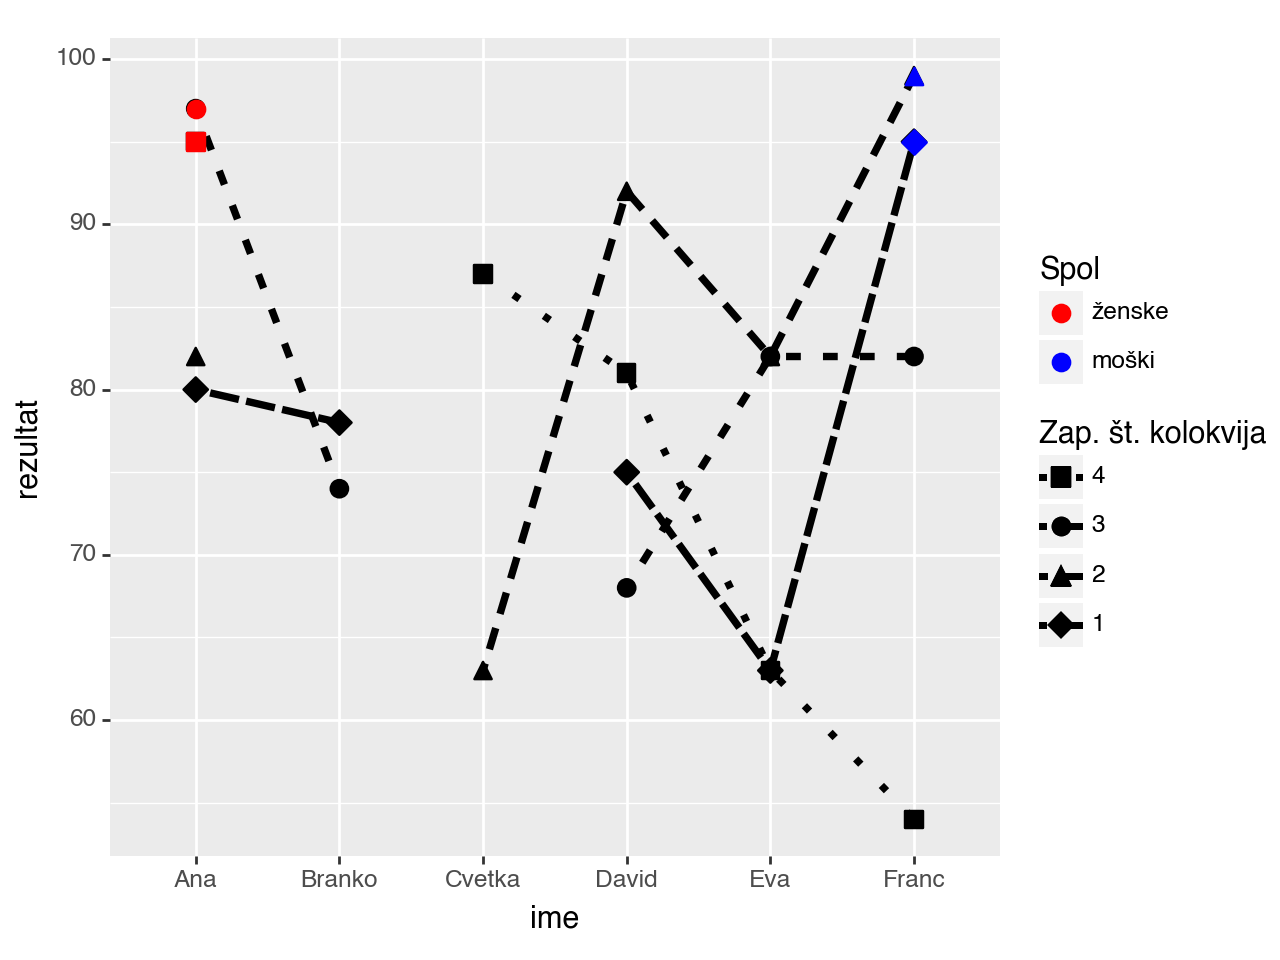 100
90
80
70
60
rezultat
Ana Branko Cvetka David Eva Franc
ime
Spol
ženske
moški
Zap. št. kolokvija
4
3
2
1